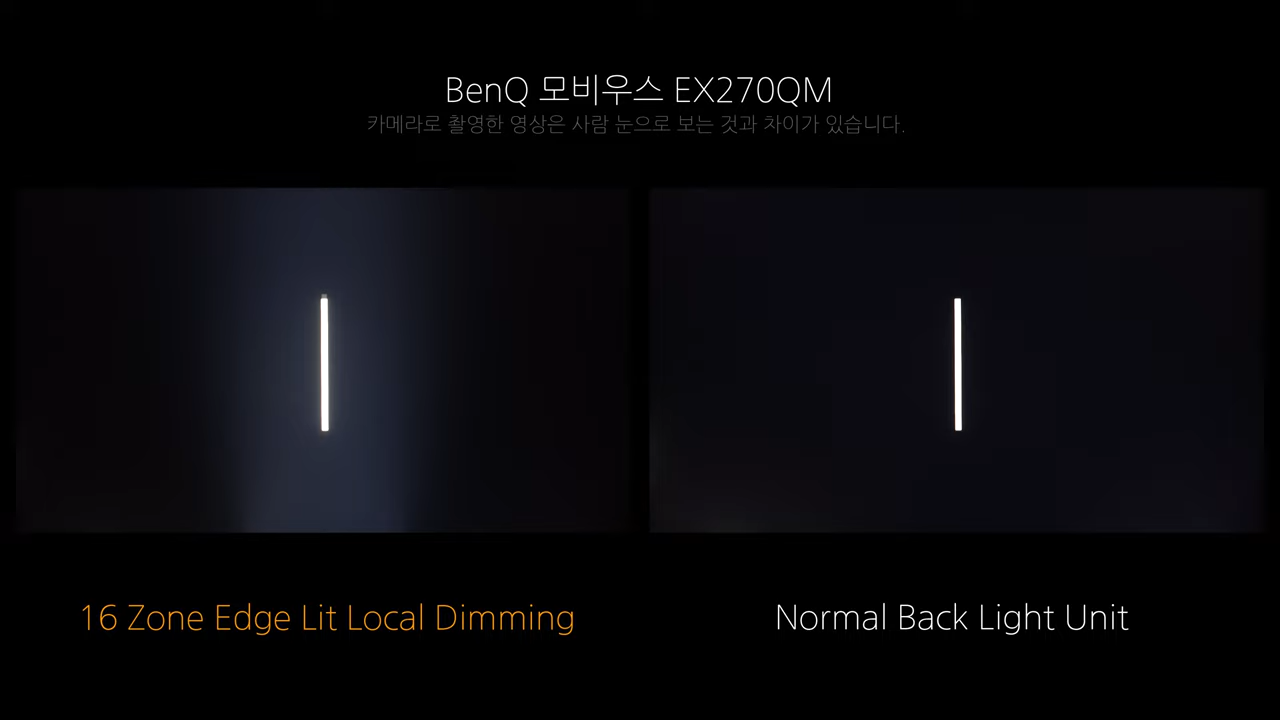 BenQ 모비우스 EX270QM
카메라로 촬영한 영상은 사람 눈으로 보는 것과 차이가 있습니다.
16 Zone Edge Lit Local Dimming
Normal Back Light Unit